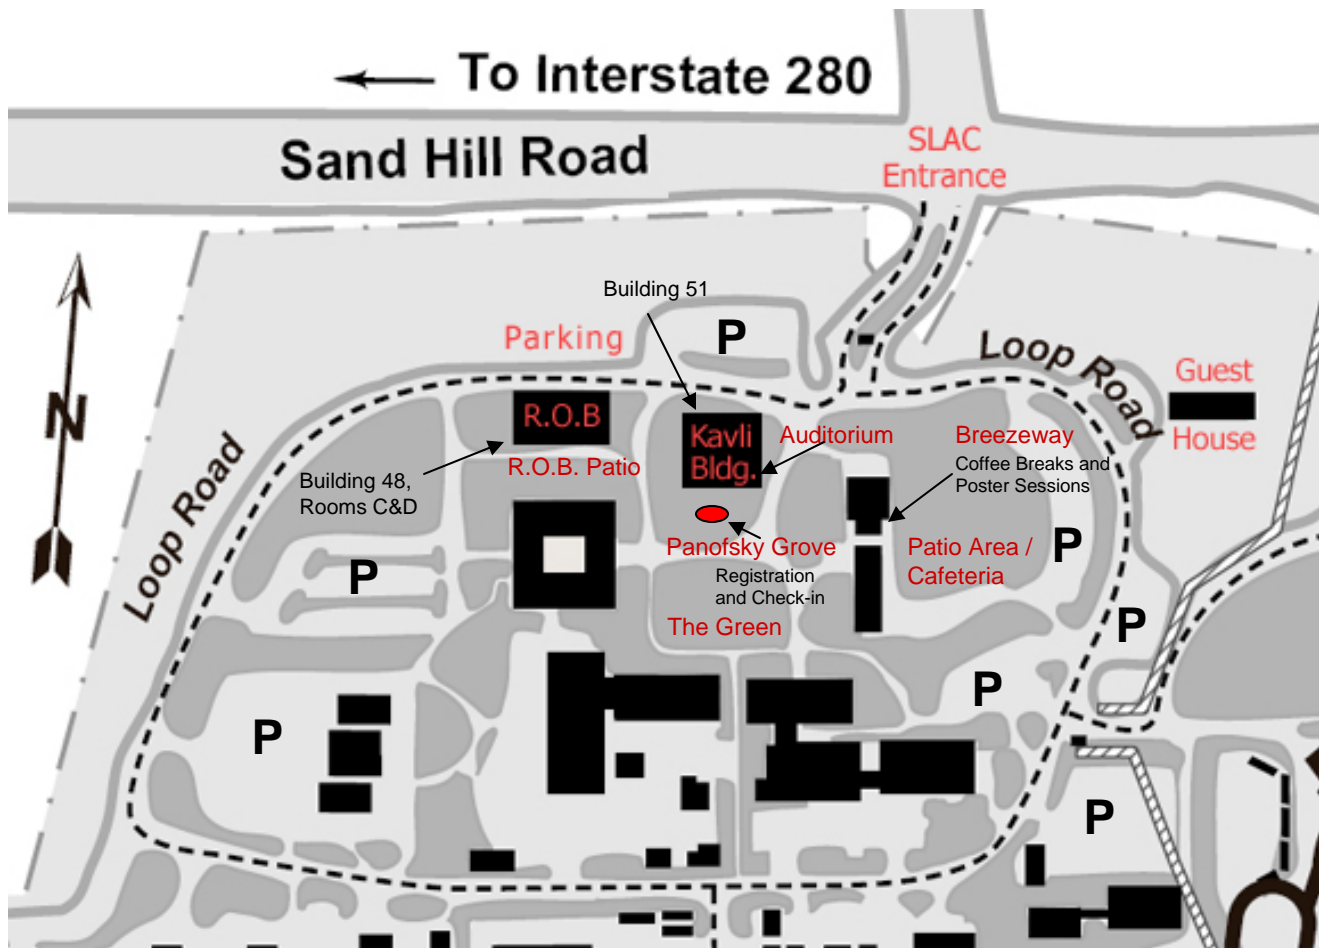 To Interstate 280
Sand Hill Road
SLAC
Entrance
Building 51
P
Parking
Loop Road
Guest
House
N
R.O.B
Kavli
Bldg.
Auditorium
Breezeway
Coffee Breaks and
Poster Sessions
R.O.B. Patio
Building 48,
Rooms C&D
Loop Road
Panofsky Grove
Registration
and Check-in
Patio Area /
Cafeteria
P
P
The Green
P
P
P
P